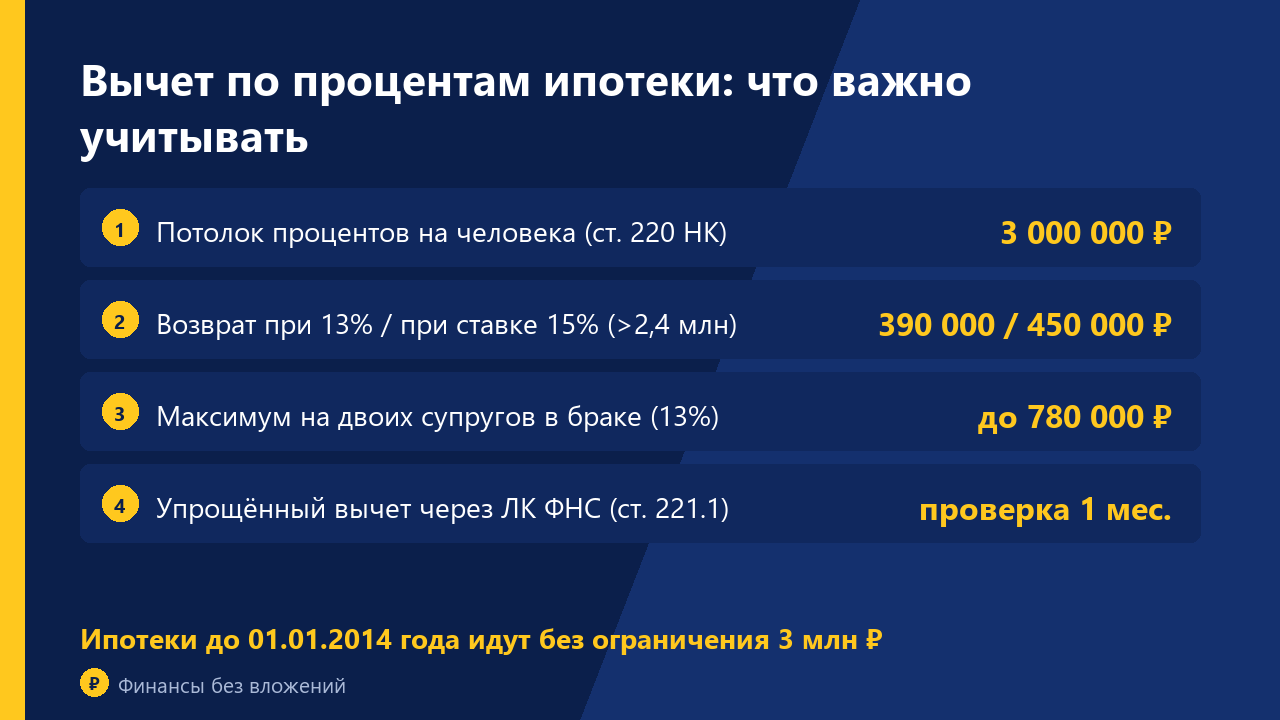 Вычет по процентам ипотеки: что важно
учитывать
1 Потолок процентов на человека (ст. 220 НК) 3 000 000 ₽
2 Возврат при 13% / при ставке 15% (>2,4 млн) 390 000 / 450 000 ₽
3 Максимум на двоих супругов в браке (13%) до 780 000 ₽
4 Упрощённый вычет через ЛК ФНС (ст. 221.1) проверка 1 мес.
Ипотеки до 01.01.2014 года идут без ограничения 3 млн ₽
₽ Финансы без вложений